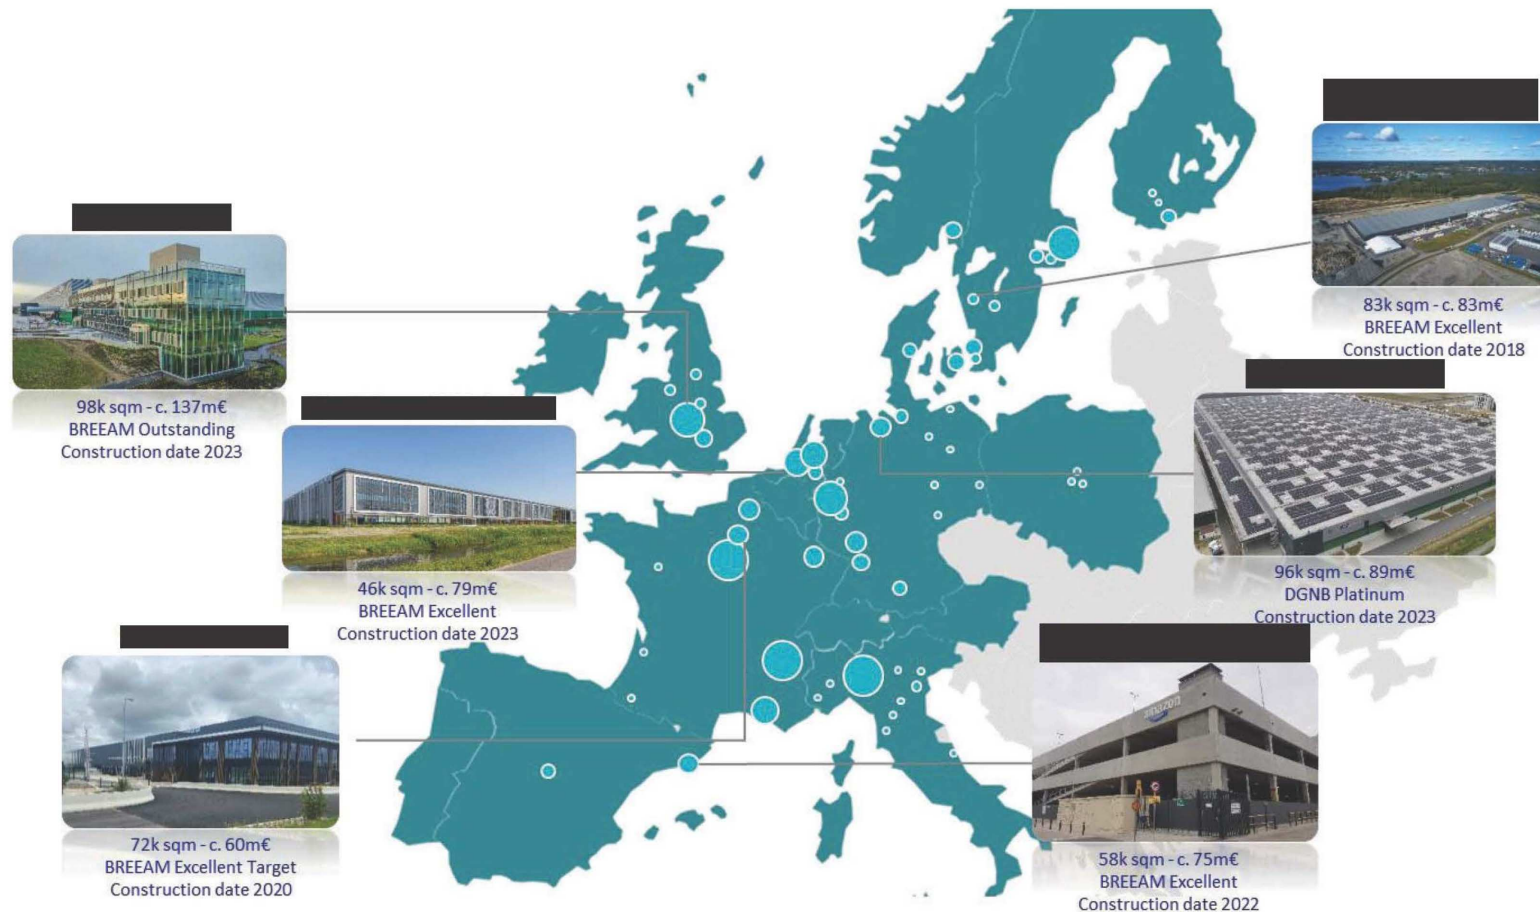 98k sqm - c. 137m€
BREEAM Outstanding
Construction date 2023
46k sqm - c. 79m€
BREEAM Excellent
Construction date 2023
72k sqm - c. 60m€
BREEAM Excellent Target
Construction date 2020
83k sqm - c. 83m€
BREEAM Excellent
Construction date 2018
96k sqm - c. 89m€
DGNB Platinum
Construction date 2023
amazon
58k sqm - c. 75m€
BREEAM Excellent
Construction date 2022